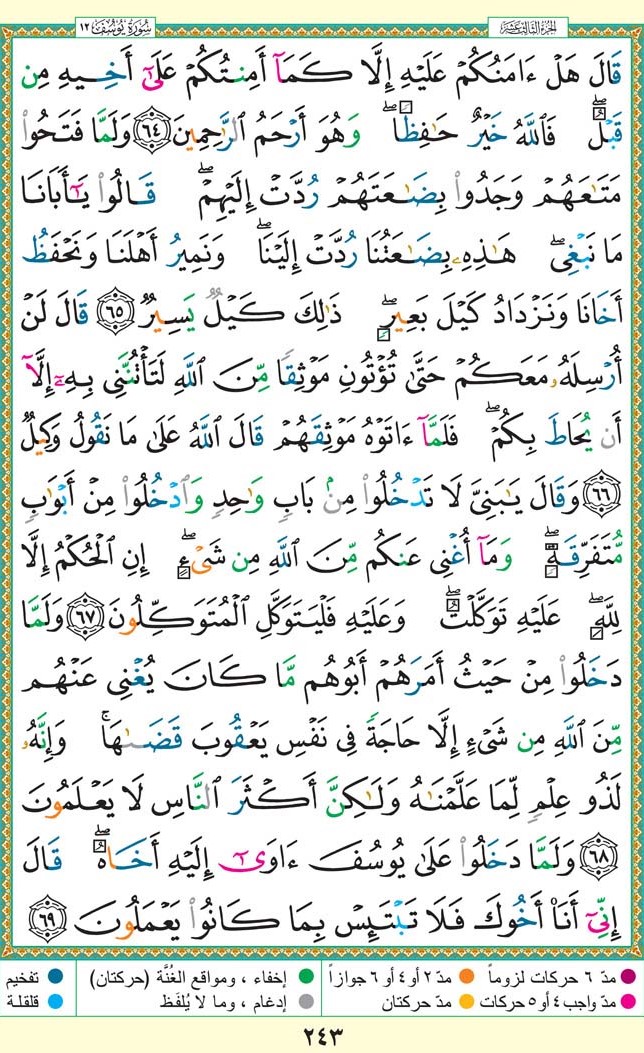 سُورَةُ يُوسُفَ ١٢
الجزء الثالث عشر
قَالَ هَلْ ءَامَنُكُمْ عَلَيْهِ إِلَّا كَمَآ أَمِنتُكُمْ عَلَىٰٓ أَخِيهِ مِن
قَبْلُ ۖ فَٱللَّهُ خَيْرٌ حَـٰفِظًا ۖ وَهُوَ أَرْحَمُ ٱلرَّٰحِمِينَ ٦٤ وَلَمَّا فَتَحُوا۟
مَتَـٰعَهُمْ وَجَدُوا۟ بِضَـٰعَتَهُمْ رُدَّتْ إِلَيْهِمْ ۖ قَالُوا۟ يَـٰٓأَبَانَا
مَا نَبْغِى ۖ هَـٰذِهِۦ بِضَـٰعَتُنَا رُدَّتْ إِلَيْنَا ۖ وَنَمِيرُ أَهْلَنَا وَنَحْفَظُ
أَخَانَا وَنَزْدَادُ كَيْلَ بَعِيرٍ ۖ ذَٰلِكَ كَيْلٌ يَسِيرٌ ٦٥ قَالَ لَنْ
أُرْسِلَهُۥ مَعَكُمْ حَتَّىٰ تُؤْتُونِ مَوْثِقًا مِّنَ ٱللَّهِ لَتَأْتُنَّنِى بِهِۦٓ إِلَّآ
أَن يُحَاطَ بِكُمْ ۖ فَلَمَّآ ءَاتَوْهُ مَوْثِقَهُمْ قَالَ ٱللَّهُ عَلَىٰ مَا نَقُولُ وَكِيلٌ
٦٦ وَقَالَ يَـٰبَنِىَّ لَا تَدْخُلُوا۟ مِنۢ بَابٍ وَٰحِدٍ وَٱدْخُلُوا۟ مِنْ أَبْوَٰبٍ
مُّتَفَرِّقَةٍ ۖ وَمَآ أُغْنِى عَنكُم مِّنَ ٱللَّهِ مِن شَىْءٍ ۖ إِنِ ٱلْحُكْمُ إِلَّا
لِلَّهِ ۖ عَلَيْهِ تَوَكَّلْتُ ۖ وَعَلَيْهِ فَلْيَتَوَكَّلِ ٱلْمُتَوَكِّلُونَ ٦٧ وَلَمَّا
دَخَلُوا۟ مِنْ حَيْثُ أَمَرَهُمْ أَبُوهُم مَّا كَانَ يُغْنِى عَنْهُم
مِّنَ ٱللَّهِ مِن شَىْءٍ إِلَّا حَاجَةً فِى نَفْسِ يَعْقُوبَ قَضَىٰهَا ۚ وَإِنَّهُۥ
لَذُو عِلْمٍ لِّمَا عَلَّمْنَـٰهُ وَلَـٰكِنَّ أَكْثَرَ ٱلنَّاسِ لَا يَعْلَمُونَ
٦٨ وَلَمَّا دَخَلُوا۟ عَلَىٰ يُوسُفَ ءَاوَىٰٓ إِلَيْهِ أَخَاهُ ۖ قَالَ
إِنِّىٓ أَنَا۠ أَخُوكَ فَلَا تَبْتَئِسْ بِمَا كَانُوا۟ يَعْمَلُونَ ٦٩
مدّ ٦ حركات لزوماً مدّ ٢ أو ٤ أو ٦ جوازاً إخفاء ، ومواقع الغُنَّة (حركتان) تفخيم
مدّ واجب ٤ أو ٥ حركات مدّ حركتان إدغام ، وما لا يُلفَظ قلقلة
٢٤٣